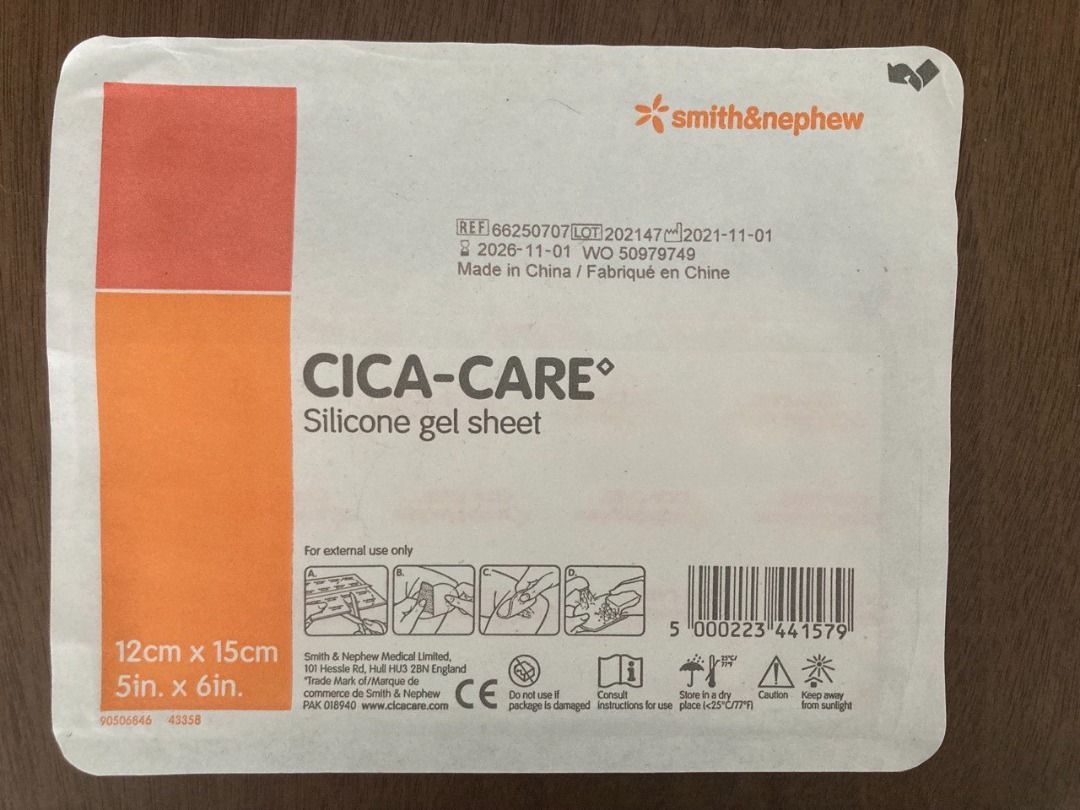 smith&nephew
REF 66250707 LOT 202147 2021-11-01
2026-11-01 WO 50979749
Made in China / Fabriqué en Chine
CICA-CARE◊
Silicone gel sheet
For external use only
A. B. C. D.
5 000223 441579
12cm x 15cm
5in. x 6in.
90506846 43358
Smith & Nephew Medical Limited,
101 Hessle Rd, Hull HU3 2BN England
°Trade Mark of/Marque de
commerce de Smith & Nephew
PAK 018940 www.cicacare.com
CE
Do not use if
package is damaged
Consult
instructions for use
25°C/
77°F
Store in a dry
place (<25°C/77°F)
Caution
Keep away
from sunlight